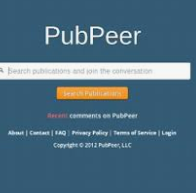 PubPeer
Search publications and join the conversation
Search Publications
Recent comments on PubPeer
About | Contact | FAQ | Privacy Policy | Terms of Service | Login
Copyright © 2012 PubPeer, LLC